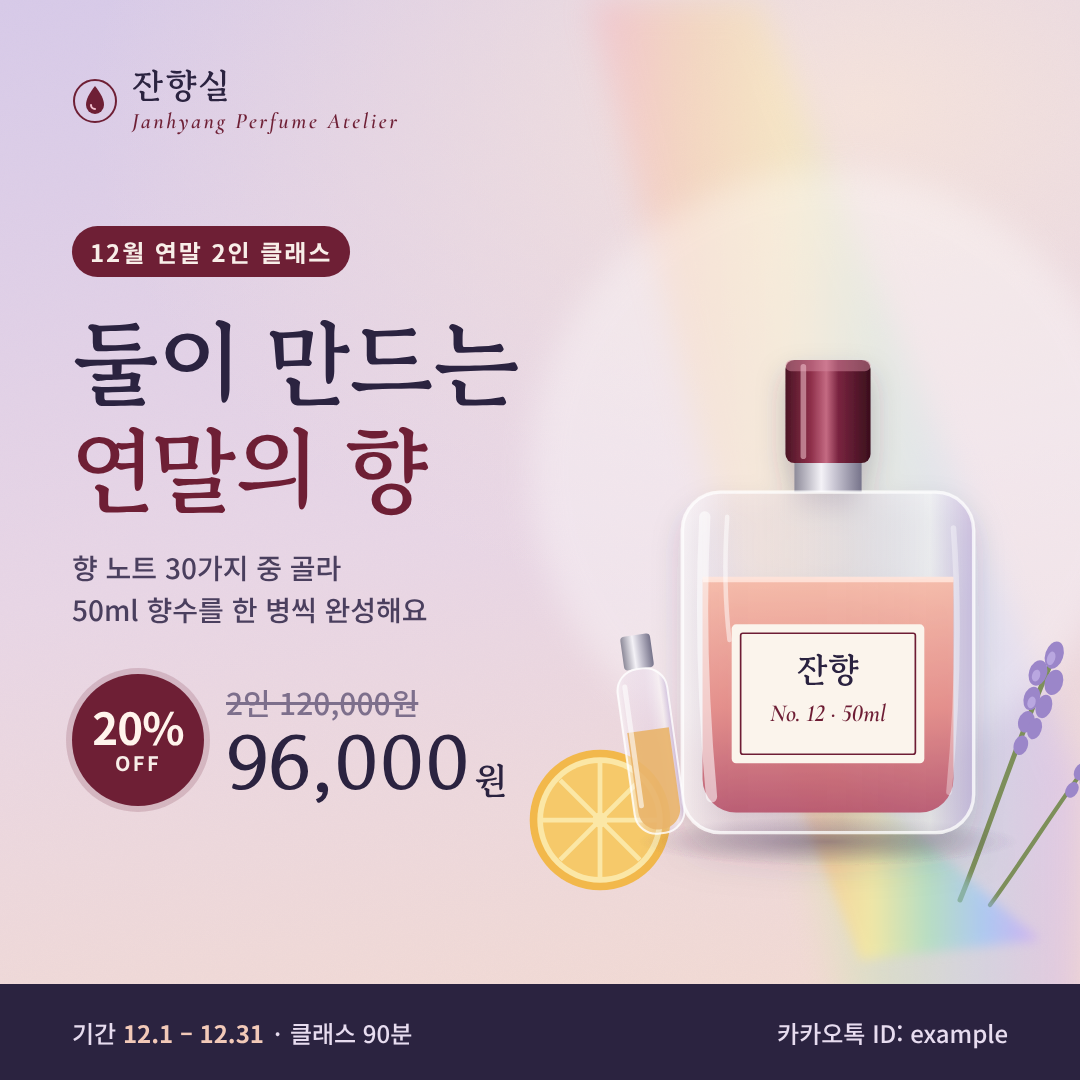 잔향실
Janhyang Perfume Atelier
12월 연말 2인 클래스
둘이 만드는
연말의 향
향 노트 30가지 중 골라
50ml 향수를 한 병씩 완성해요
20%
OFF
2인 120,000원
96,000원
잔향
No. 12 · 50ml
기간 12.1 – 12.31 · 클래스 90분
카카오톡 ID: example